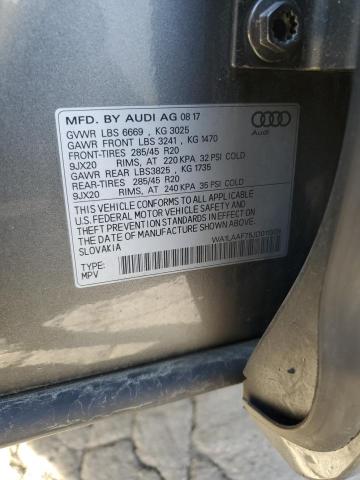 MFD. BY AUDI AG 08 17
GVWR LBS 6669 , KG 3025
GAWR FRONT LBS 3241 , KG 1470
FRONT-TIRES 285/45 R20
9JX20 RIMS, AT 220 KPA 32 PSI COLD
GAWR REAR LBS3825 , KG 1735
REAR-TIRES 285/45 R20
9JX20 RIMS, AT 240 KPA 35 PSI COLD
THIS VEHICLE CONFORMS TO ALL APPLICABLE
U.S. FEDERAL MOTOR VEHICLE SAFETY AND
THEFT PREVENTION STANDARDS IN EFFECT ON
THE DATE OF MANUFACTURE SHOWN ABOVE.
SLOVAKIA
TYPE:
MPV
Audi